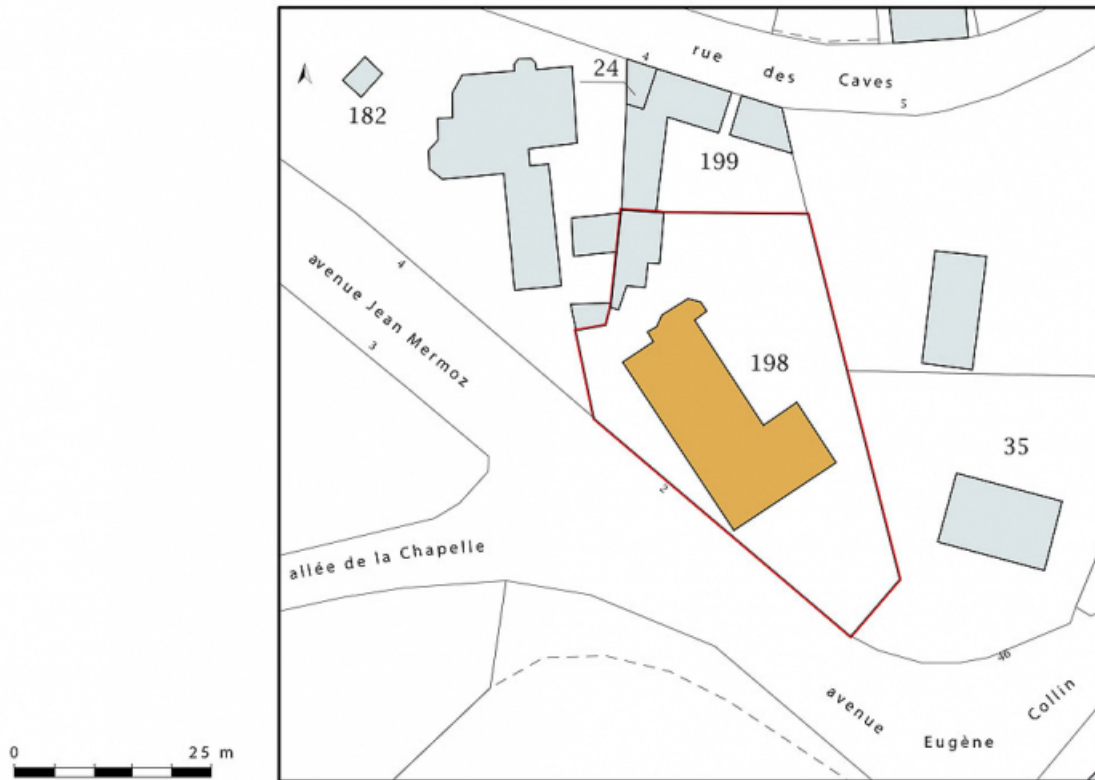 4
rue des Caves
24
182
5
199
avenue Jean Mermoz
4
3
198
35
2
allée de la Chapelle
46
avenue Eugène Collin
0 25 m